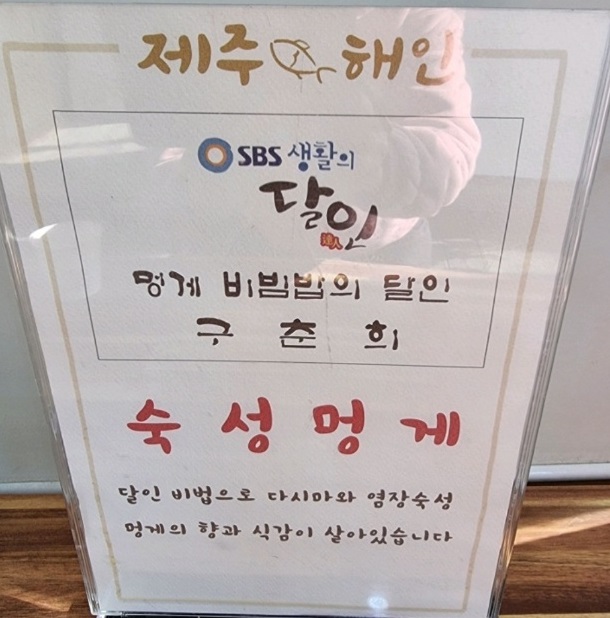 제주 해인
SBS 생활의
달인
멍게 비빔밥의 달인
구춘희
숙성멍게
달인 비법으로 다시마와 염장숙성
멍게의 향과 식감이 살아있습니다